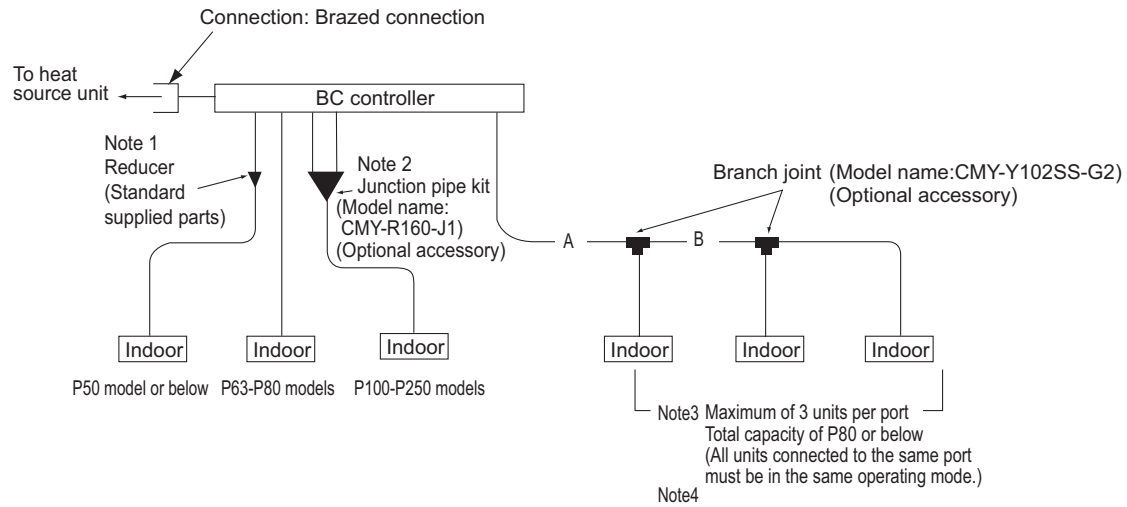 Connection: Brazed connection
To heat
source unit
BC controller
Note 1
Reducer
(Standard
supplied parts)
Note 2
Junction pipe kit
(Model name:
CMY-R160-J1)
(Optional accessory)
Branch joint (Model name:CMY-Y102SS-G2)
(Optional accessory)
A
B
Indoor
Indoor
Indoor
Indoor
Indoor
Indoor
P50 model or below
P63-P80 models
P100-P250 models
Note3 Maximum of 3 units per port
Total capacity of P80 or below
(All units connected to the same port
must be in the same operating mode.)
Note4